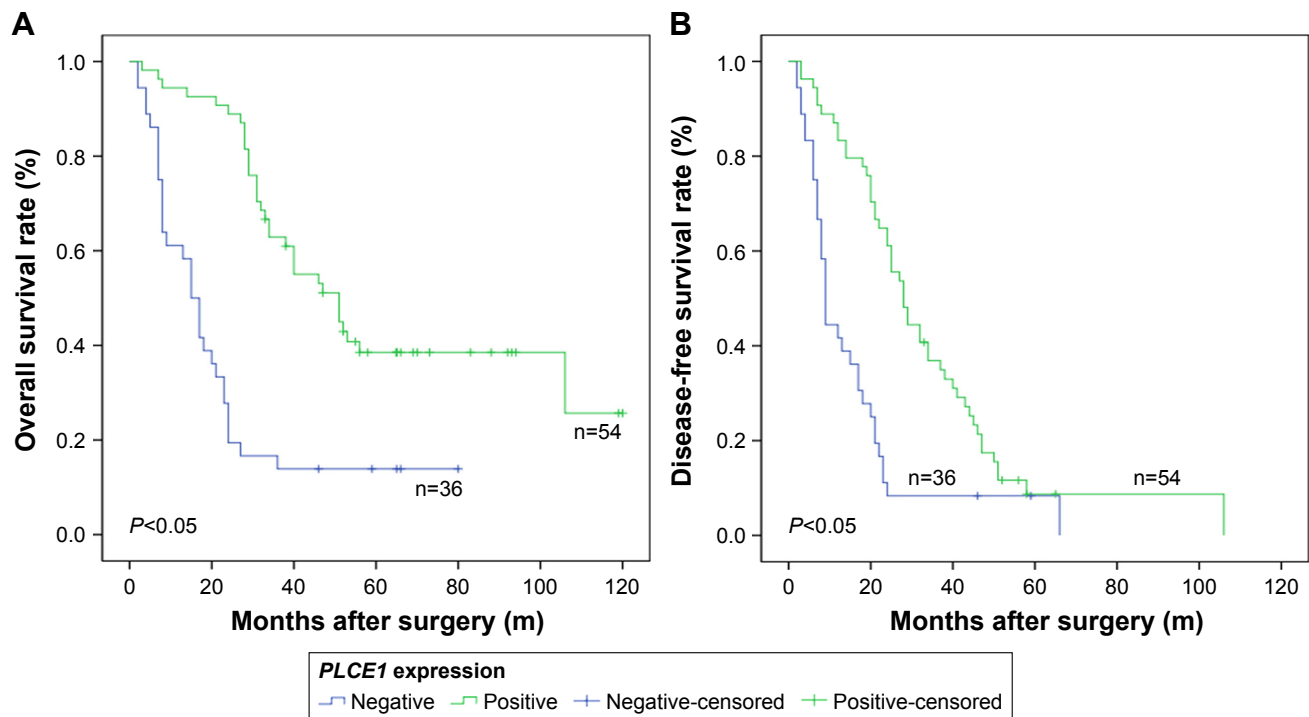 A
Overall survival rate (%)
1.0
0.8
0.6
0.4
0.2
0.0
n=54
n=36
P<0.05
0 20 40 60 80 100 120
Months after surgery (m)
B
Disease-free survival rate (%)
1.0
0.8
0.6
0.4
0.2
0.0
n=36 n=54
P<0.05
0 20 40 60 80 100 120
Months after surgery (m)
PLCE1 expression
Negative Positive Negative-censored Positive-censored